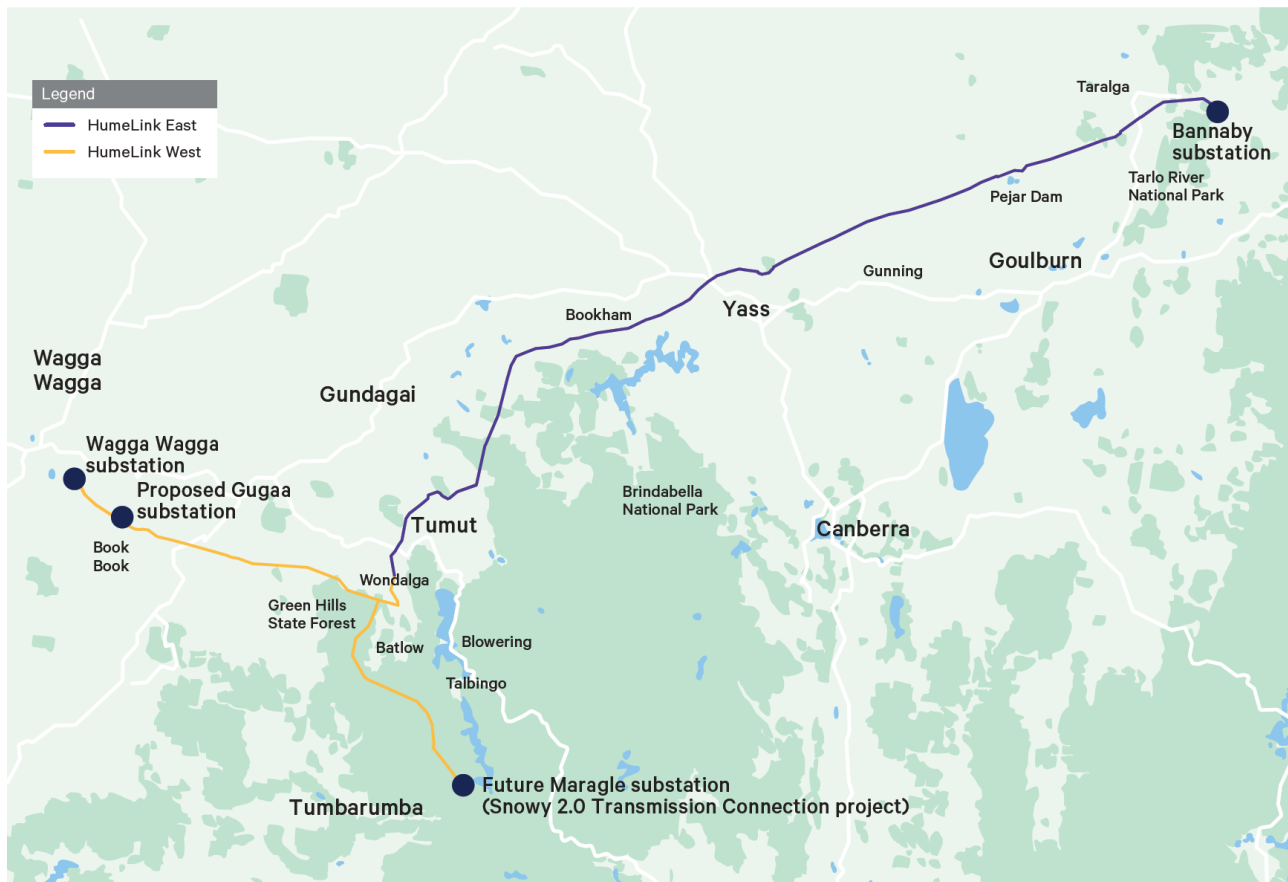 Legend
HumeLink East
HumeLink West
Taralga
Bannaby
substation
Tarlo River
National Park
Pejar Dam
Goulburn
Gunning
Yass
Bookham
Wagga
Wagga
Gundagai
Wagga Wagga
substation
Proposed Gugaa
substation
Brindabella
National Park
Tumut
Canberra
Book
Book
Wondalga
Green Hills
State Forest
Batlow
Blowering
Talbingo
Future Maragle substation
(Snowy 2.0 Transmission Connection project)
Tumbarumba